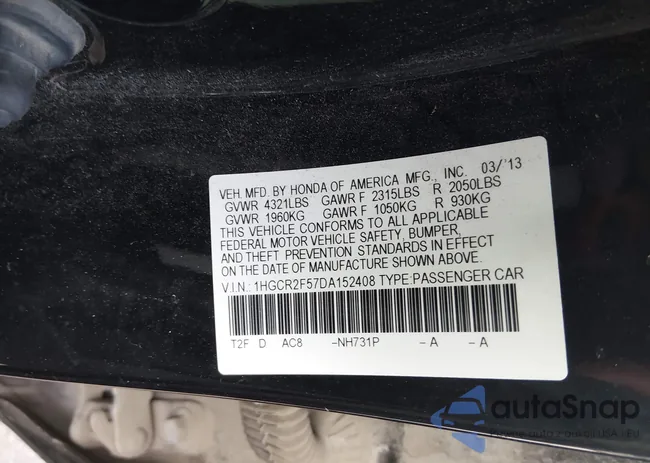 VEH. MFD. BY HONDA OF AMERICA MFG., INC. 03/'13
GVWR 4321LBS GAWR F 2315LBS R 2050LBS
GVWR 1960KG GAWR F 1050KG R 930KG
THIS VEHICLE CONFORMS TO ALL APPLICABLE
FEDERAL MOTOR VEHICLE SAFETY, BUMPER,
AND THEFT PREVENTION STANDARDS IN EFFECT
ON THE DATE OF MANUFACTURE SHOWN ABOVE.
V.I.N.: 1HGCR2F57DA152408 TYPE:PASSENGER CAR
T2F D AC8 -NH731P -A -A
autoSnap